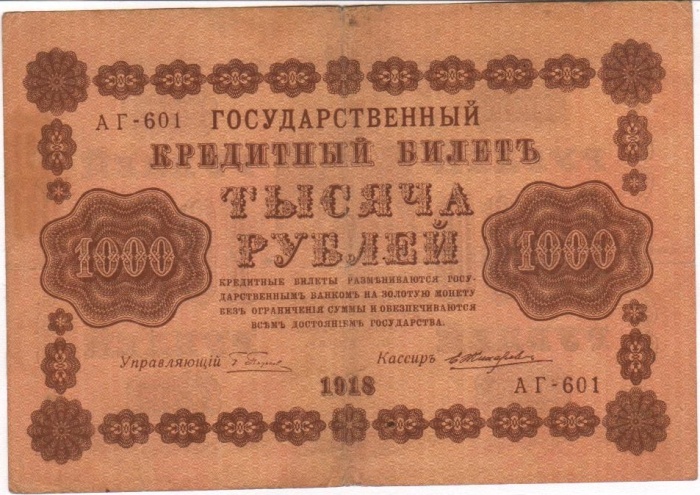 АГ-601 ГОСУДАРСТВЕННЫЙ
КРЕДИТНЫЙ БИЛЕТЪ
ТЫСЯЧА
РУБЛЕЙ
1000 1000
КРЕДИТНЫЕ БИЛЕТЫ РАЗМѢНИВАЮТСЯ ГОСУ-
ДАРСТВЕННЫМЪ БАНКОМЪ НА ЗОЛОТУЮ МОНЕТУ
БЕЗЪ ОГРАНИЧЕНІЯ СУММЫ И ОБЕЗПЕЧИВАЮТСЯ
ВСѢМЪ ДОСТОЯНІЕМЪ ГОСУДАРСТВА.
Управляющій Кассиръ
1918 АГ-601